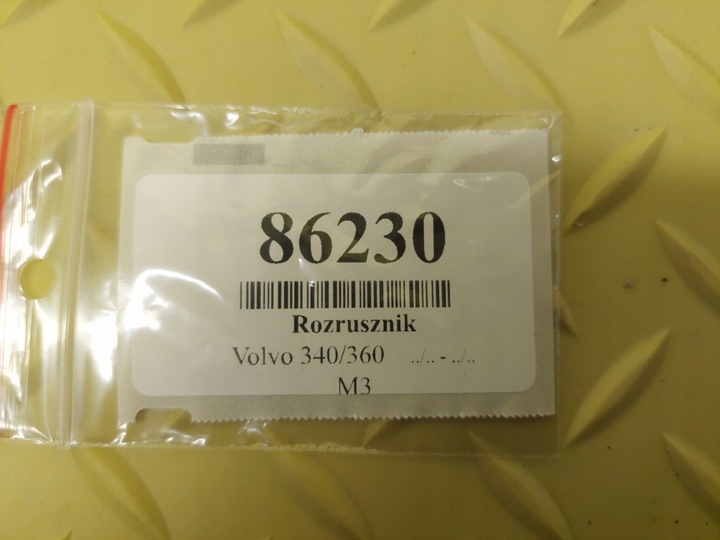 86230
Rozrusznik
Volvo 340/360 ../.. - ../..
M3